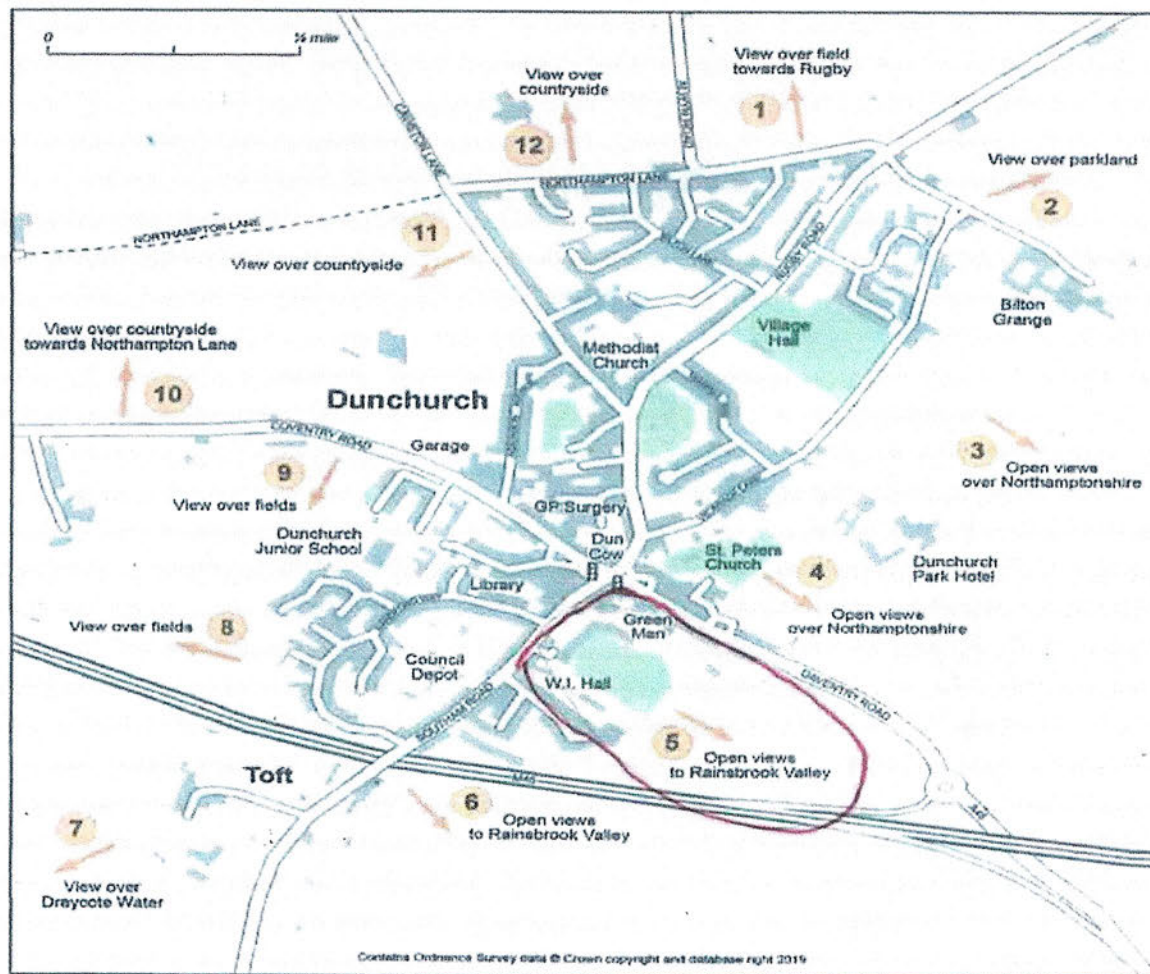 0
½ mile
View over field
towards Rugby
1
View over
countryside
12
CAWSTON LANE
NORTHAMPTON LANE
View over parkland
2
NORTHAMPTON LANE
11
View over countryside
RUGBY ROAD
Bilton
Grange
Village
Hall
View over countryside
towards Northampton Lane
10
Methodist
Church
Dunchurch
COVENTRY ROAD
Garage
9
View over fields
3
Open views
over Northamptonshire
GP Surgery
Dun
Cow
Dunchurch
Junior School
St. Peters
Church
Dunchurch
Park Hotel
4
Library
Open views
over Northamptonshire
View over fields
8
Green
Man
Council
Depot
W.I. Hall
DAVENTRY ROAD
SOUTHAM ROAD
5
Open views
to Rainsbrook Valley
Toft
M45
6
Open views
to Rainsbrook Valley
7
View over
Draycote Water
Contains Ordnance Survey data © Crown copyright and database right 2019